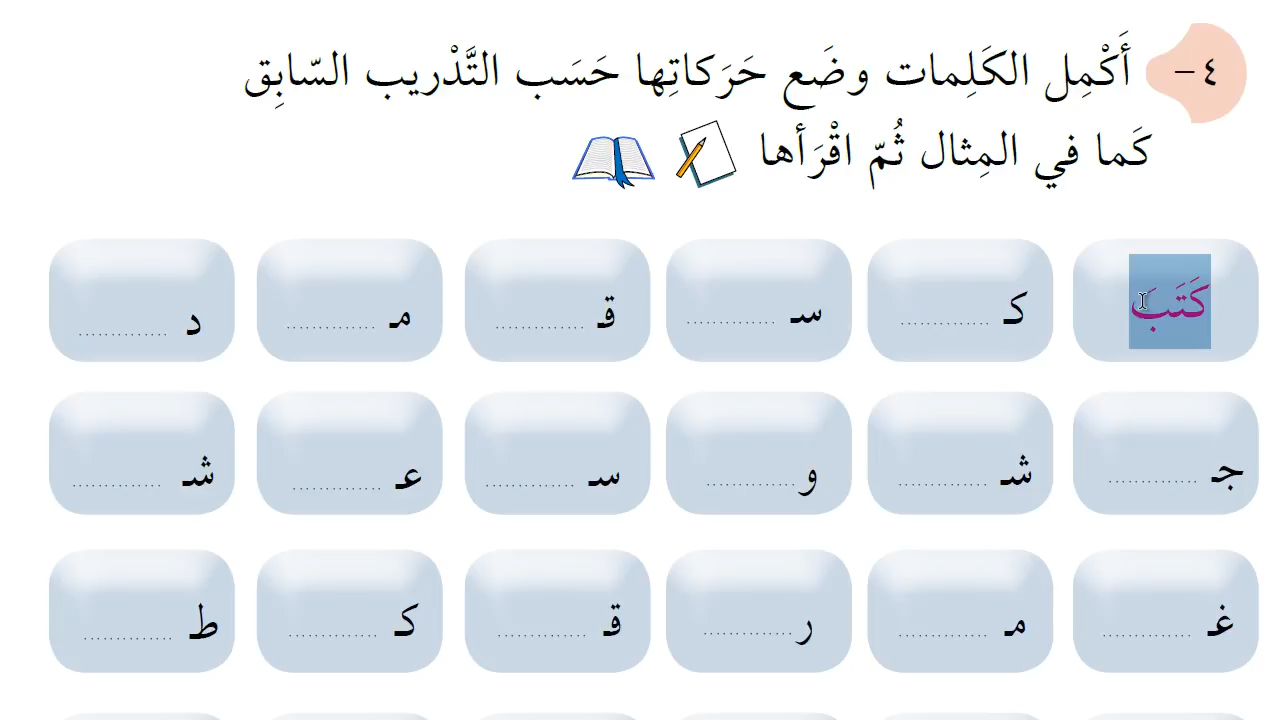 ٤- أَكْمِل الكَلِمات وضَع حَرَكاتِها حَسَب التَّدْريب السّابِق
كَما في المِثال ثُمّ اقْرَأها
كَتَبَ كـ ............... سـ ............... قـ ............... مـ ............... د ...............
جـ ............... شـ ............... و ............... سـ ............... عـ ............... شـ ...............
غـ ............... مـ ............... ر ............... قـ ............... كـ ............... ط ...............